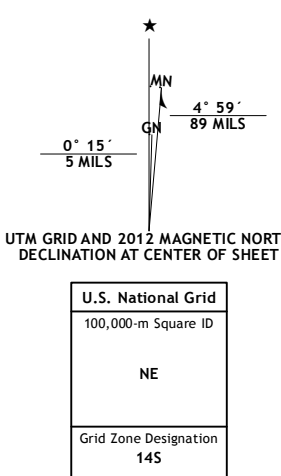 ★
MN
4° 59´
89 MILS
GN
0° 15´
5 MILS
UTM GRID AND 2012 MAGNETIC NORT
DECLINATION AT CENTER OF SHEET
U.S. National Grid
100,000-m Square ID
NE
Grid Zone Designation
14S